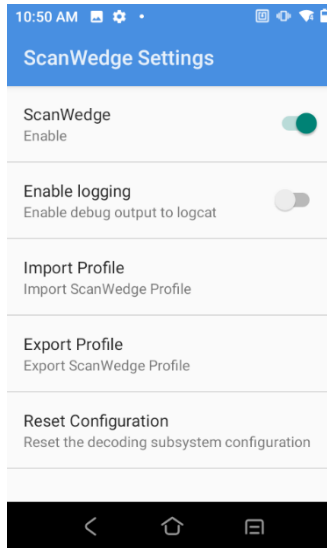 10:50 AM
ScanWedge Settings
ScanWedge
Enable
Enable logging
Enable debug output to logcat
Import Profile
Import ScanWedge Profile
Export Profile
Export ScanWedge Profile
Reset Configuration
Reset the decoding subsystem configuration